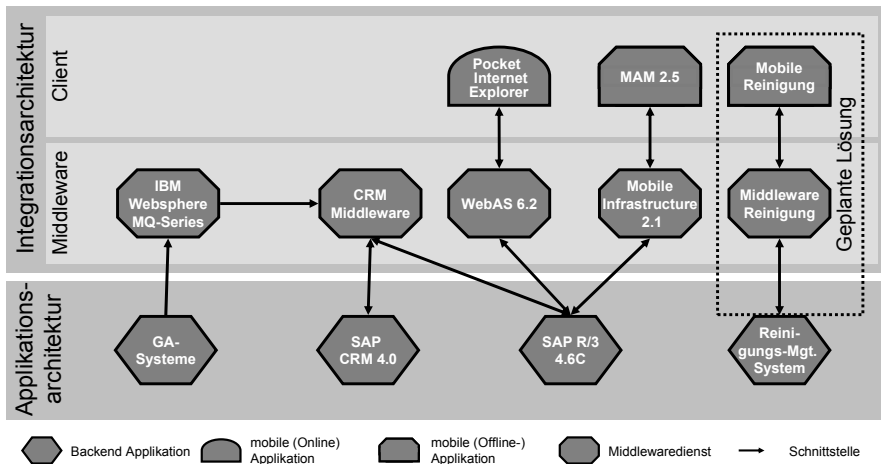 Integrationsarchitektur
Client
Pocket
Internet
Explorer
MAM 2.5
Mobile
Reinigung
Geplante Lösung
Middleware
IBM
Websphere
MQ-Series
CRM
Middleware
WebAS 6.2
Mobile
Infrastructure
2.1
Middleware
Reinigung
Applikations-
architektur
GA-
Systeme
SAP
CRM 4.0
SAP R/3
4.6C
Reini-
gungs-Mgt.
System
Backend Applikation
mobile (Online)
Applikation
mobile (Offline-)
Applikation
Middlewaredienst
Schnittstelle